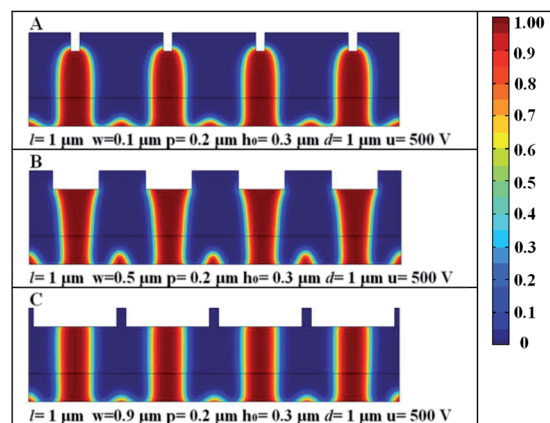 A
l= 1 μm w=0.1 μm p= 0.2 μm h₀= 0.3 μm d= 1 μm u= 500 V
B
l= 1 μm w=0.5 μm p= 0.2 μm h₀= 0.3 μm d= 1 μm u= 500 V
C
l= 1 μm w=0.9 μm p= 0.2 μm h₀= 0.3 μm d= 1 μm u= 500 V
1.00
0.9
0.8
0.7
0.6
0.5
0.4
0.3
0.2
0.1
0